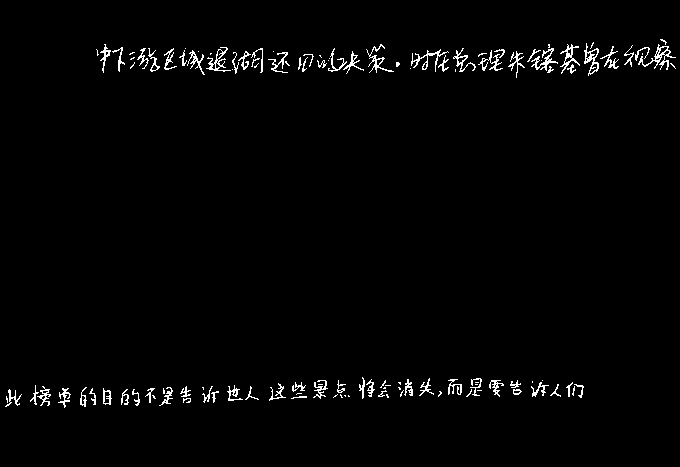 中下游区域退湖还田的决策.时任总理朱镕基曾在视察
此榜单的目的不是告诉世人这些景点将会消失,而是要告诉人们